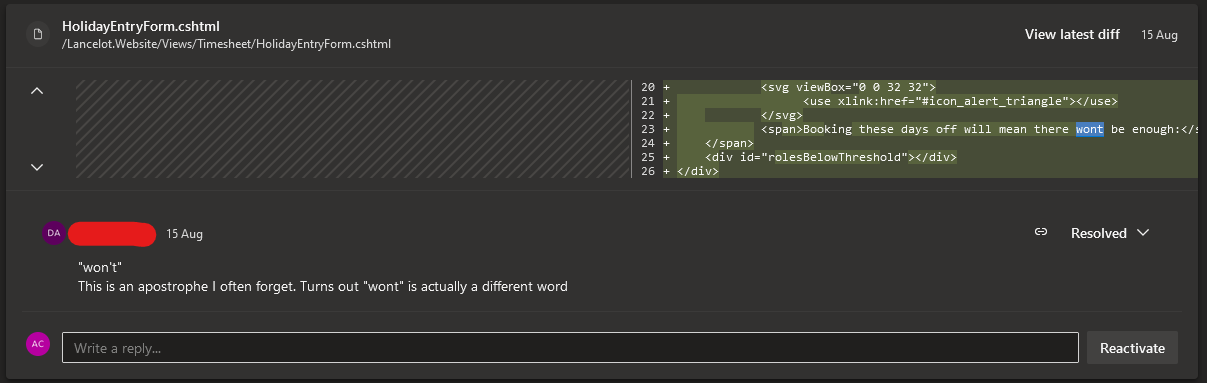 HolidayEntryForm.cshtml
/Lancelot.Website/Views/Timesheet/HolidayEntryForm.cshtml
View latest diff
15 Aug
20 + <svg viewBox="0 0 32 32">
21 + <use xlink:href="#icon_alert_triangle"></use>
22 + </svg>
23 + <span>Booking these days off will mean there wont be enough:</s
24 + </span>
25 + <div id="rolesBelowThreshold"></div>
26 + </div>
DA
15 Aug
Resolved
"won't"
This is an apostrophe I often forget. Turns out "wont" is actually a different word
AC
Write a reply...
Reactivate